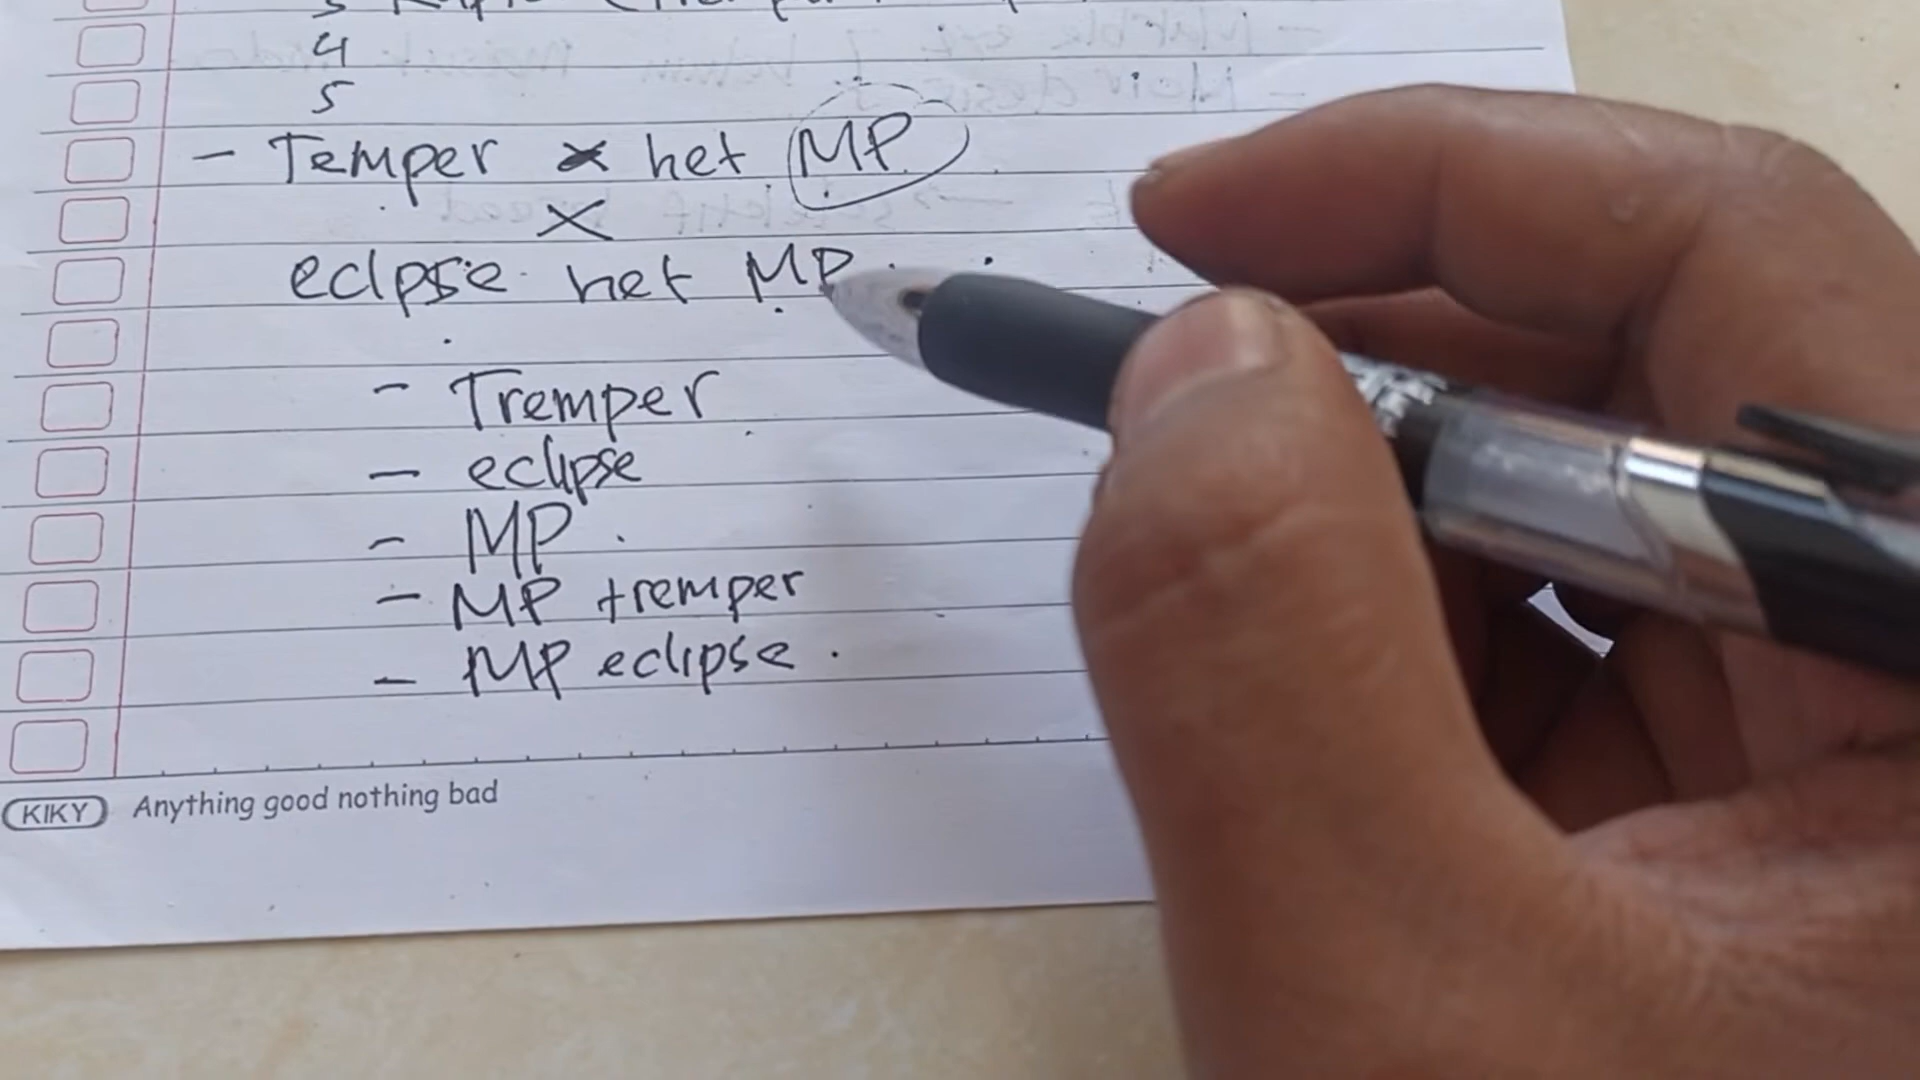 4
5
- Temper het MP
X
eclpse het MP
- Tremper
- eclipse
- MP
- MP tremper
- MP eclipse.
KIKY Anything good nothing bad